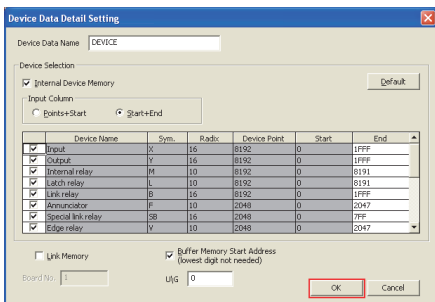 Device Data Detail Setting
Device Data Name DEVICE
Device Selection
Internal Device Memory
Default
Input Column
Points+Start Start+End
Device Name Sym. Radix Device Point Start End
Input X 16 8192 0 1FFF
Output Y 16 8192 0 1FFF
Internal relay M 10 8192 0 8191
Latch relay L 10 8192 0 8191
Link relay B 16 8192 0 1FFF
Annunciator F 10 2048 0 2047
Special link relay SB 16 2048 0 7FF
Edge relay V 10 2048 0 2047
Link Memory
Buffer Memory Start Address
(lowest digit not needed)
Board No. 1
U/G 0
OK Cancel